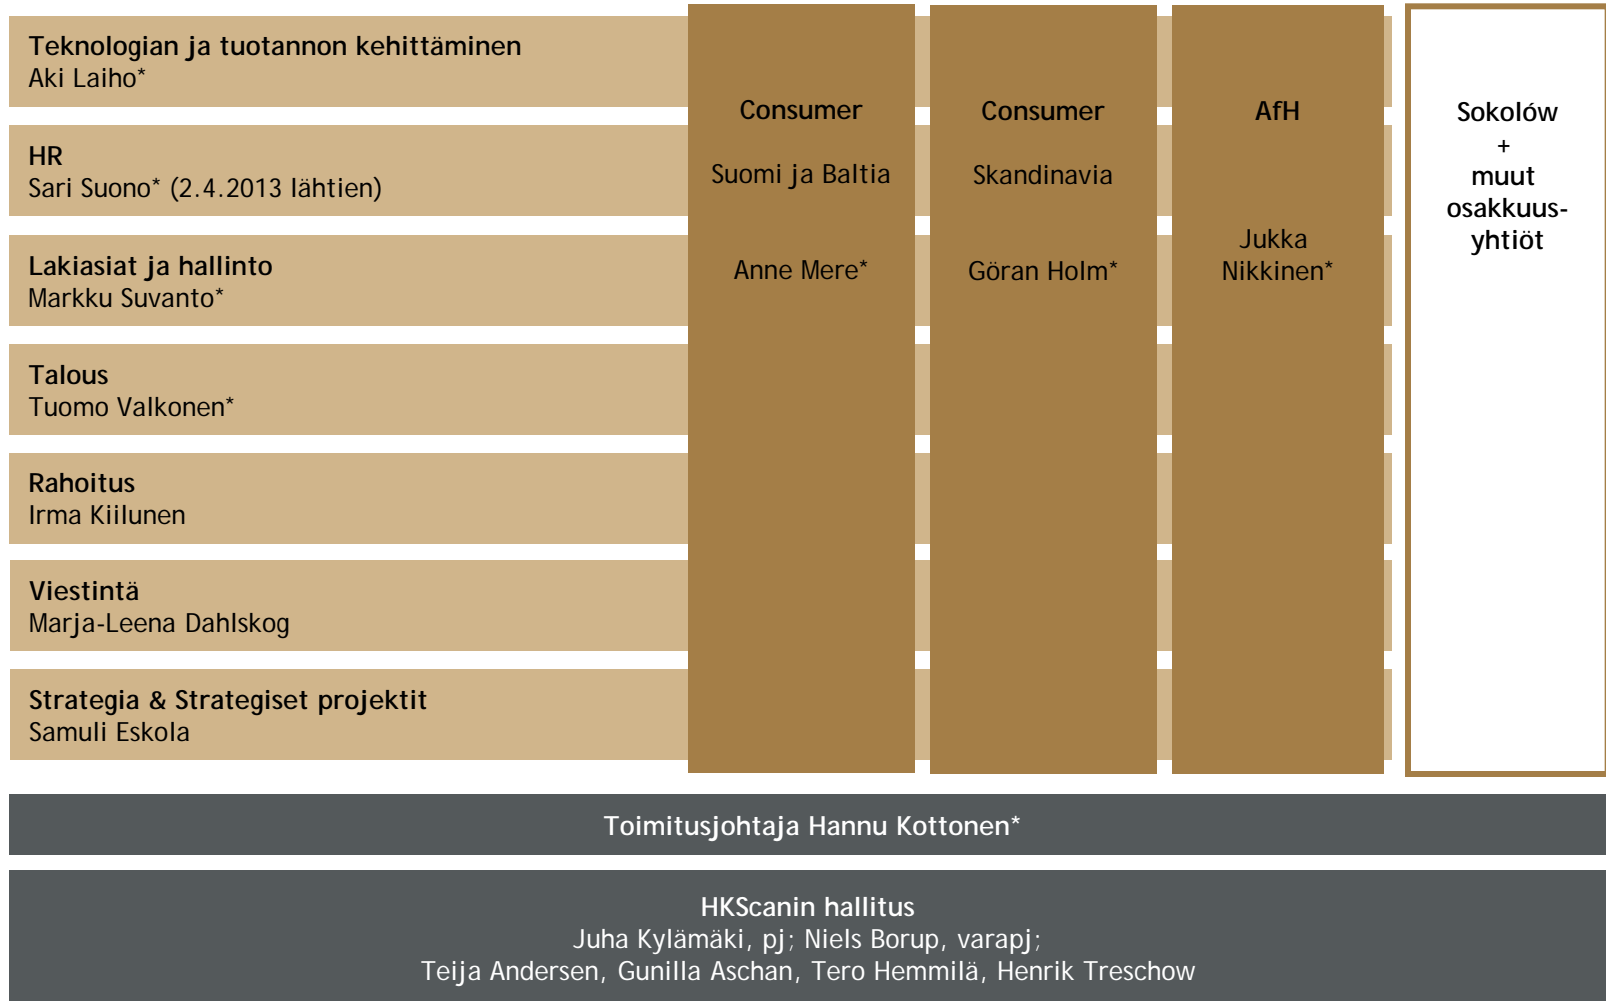 Teknologian ja tuotannon kehittäminen
Aki Laiho*
HR
Sari Suono* (2.4.2013 lähtien)
Lakiasiat ja hallinto
Markku Suvanto*
Talous
Tuomo Valkonen*
Rahoitus
Irma Kiilunen
Viestintä
Marja-Leena Dahlskog
Strategia & Strategiset projektit
Samuli Eskola
Consumer
Suomi ja Baltia
Anne Mere*
Consumer
Skandinavia
Göran Holm*
AfH
Jukka
Nikkinen*
Sokolów
+
muut
osakkuus-
yhtiöt
Toimitusjohtaja Hannu Kottonen*
HKScanin hallitus
Juha Kylämäki, pj; Niels Borup, varapj;
Teija Andersen, Gunilla Aschan, Tero Hemmilä, Henrik Treschow